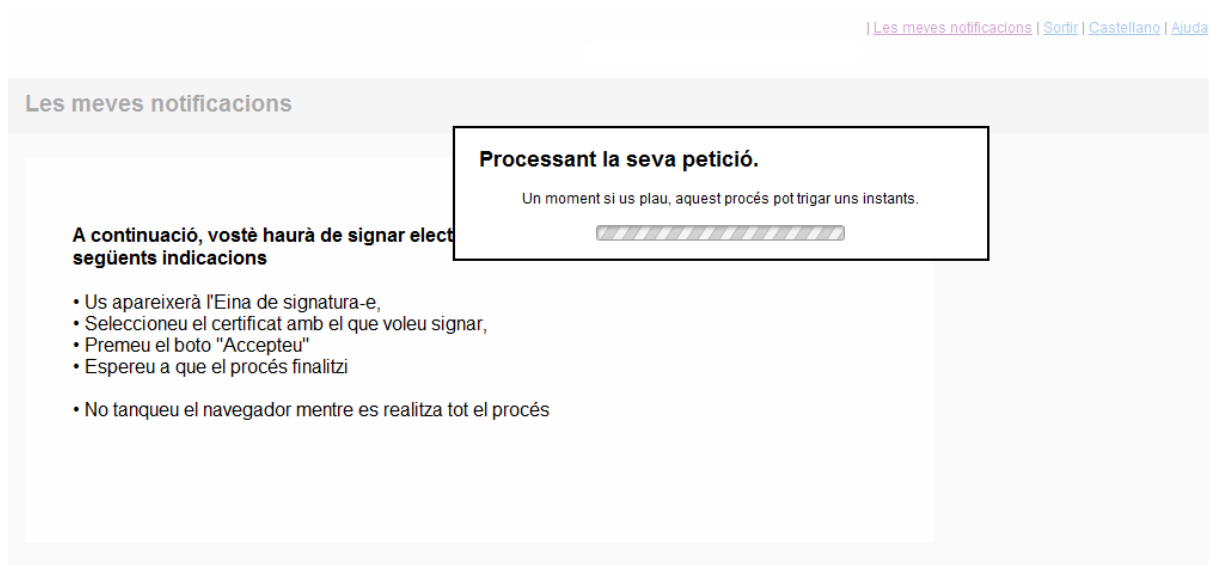 | Les meves notificacions | Sortir | Castellano | Ajuda
Les meves notificacions
Processant la seva petició.
Un moment si us plau, aquest procés pot trigar uns instants.
A continuació, vostè haurà de signar elect
següents indicacions
• Us apareixerà l'Eina de signatura-e,
• Seleccioneu el certificat amb el que voleu signar,
• Premeu el boto "Accepteu"
• Espereu a que el procés finalitzi
• No tanqueu el navegador mentre es realitza tot el procés